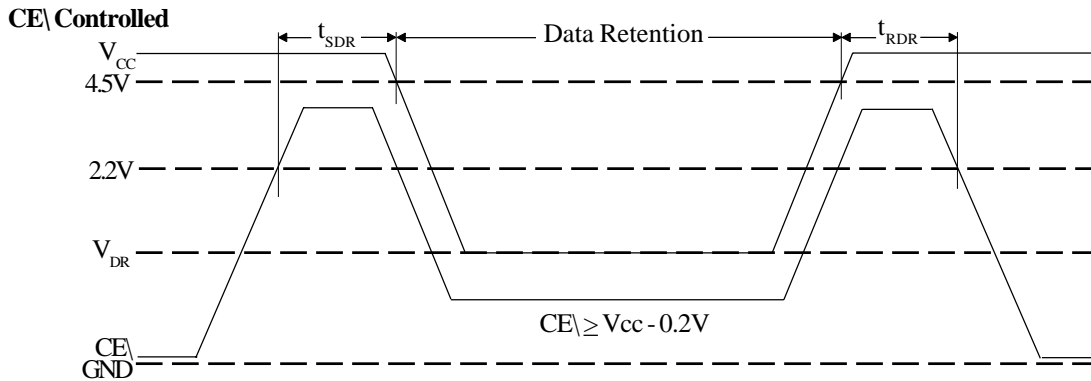 CE\ Controlled
tSDR
Data Retention
tRDR
VCC
4.5V
2.2V
VDR
CE\ ≥ Vcc - 0.2V
CE\
GND